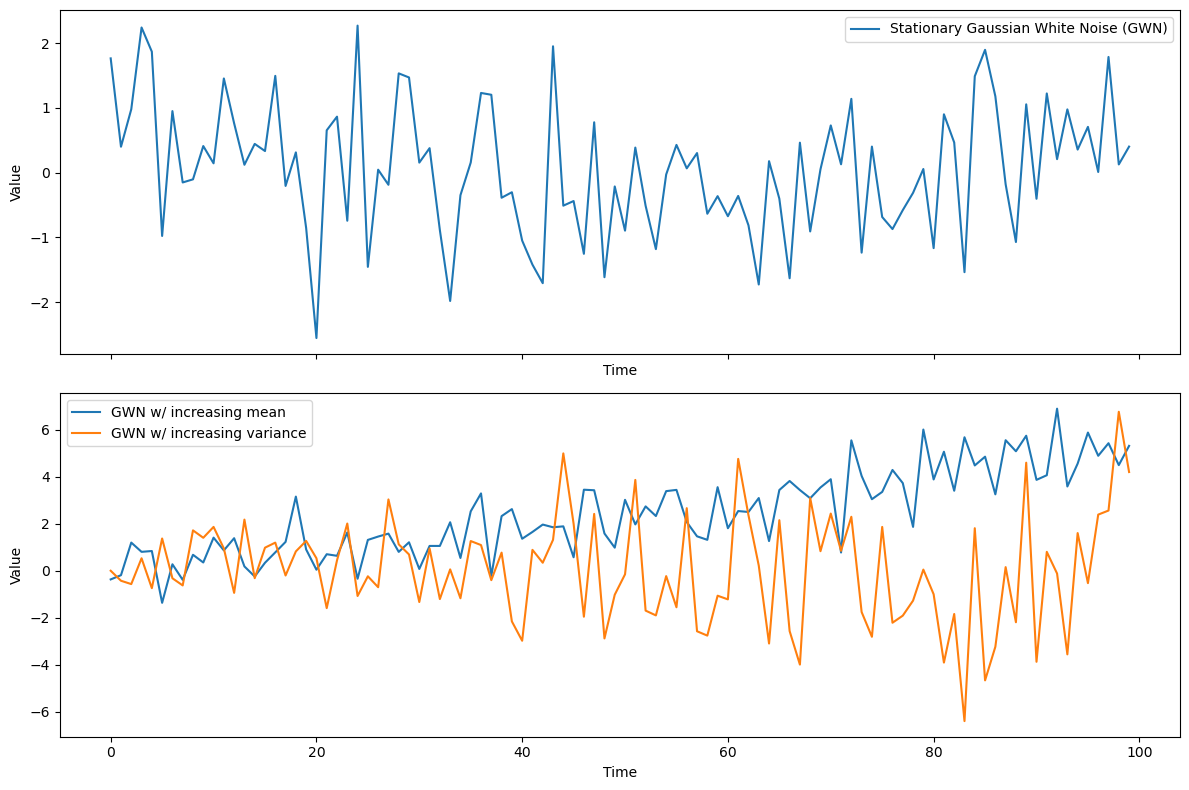 Stationary Gaussian White Noise (GWN)
2
1
0
−1
−2
Value
Time
GWN w/ increasing mean
GWN w/ increasing variance
6
4
2
0
−2
−4
−6
Value
0 20 40 60 80 100
Time